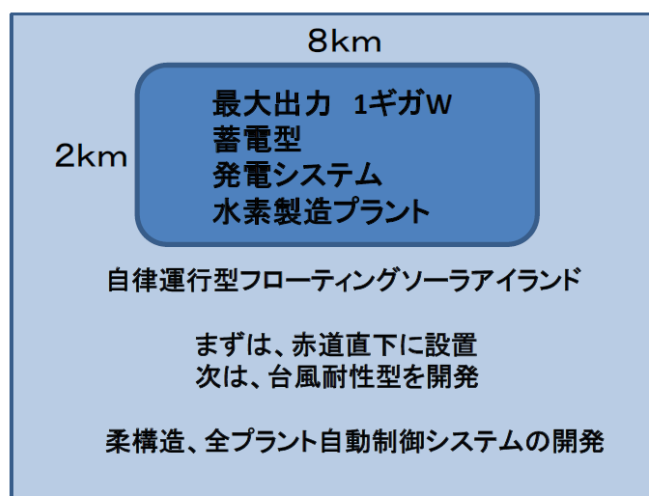 8km
2km
最大出力　1ギガW
蓄電型
発電システム
水素製造プラント
自律運行型フローティングソーラアイランド
まずは、赤道直下に設置
次は、台風耐性型を開発
柔構造、全プラント自動制御システムの開発